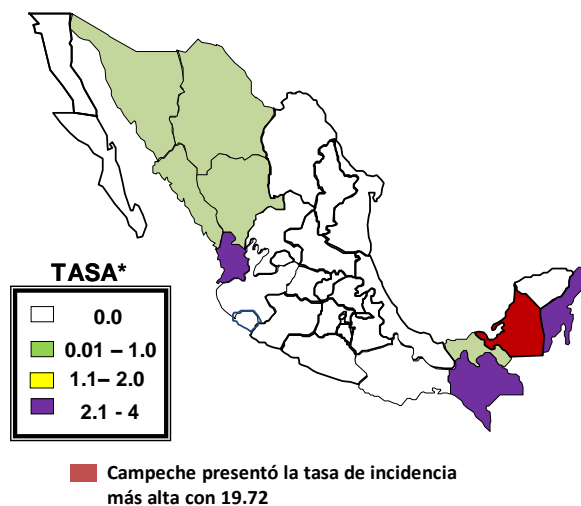 TASA*
0.0
0.01 – 1.0
1.1– 2.0
2.1 - 4
Campeche presentó la tasa de incidencia
más alta con 19.72